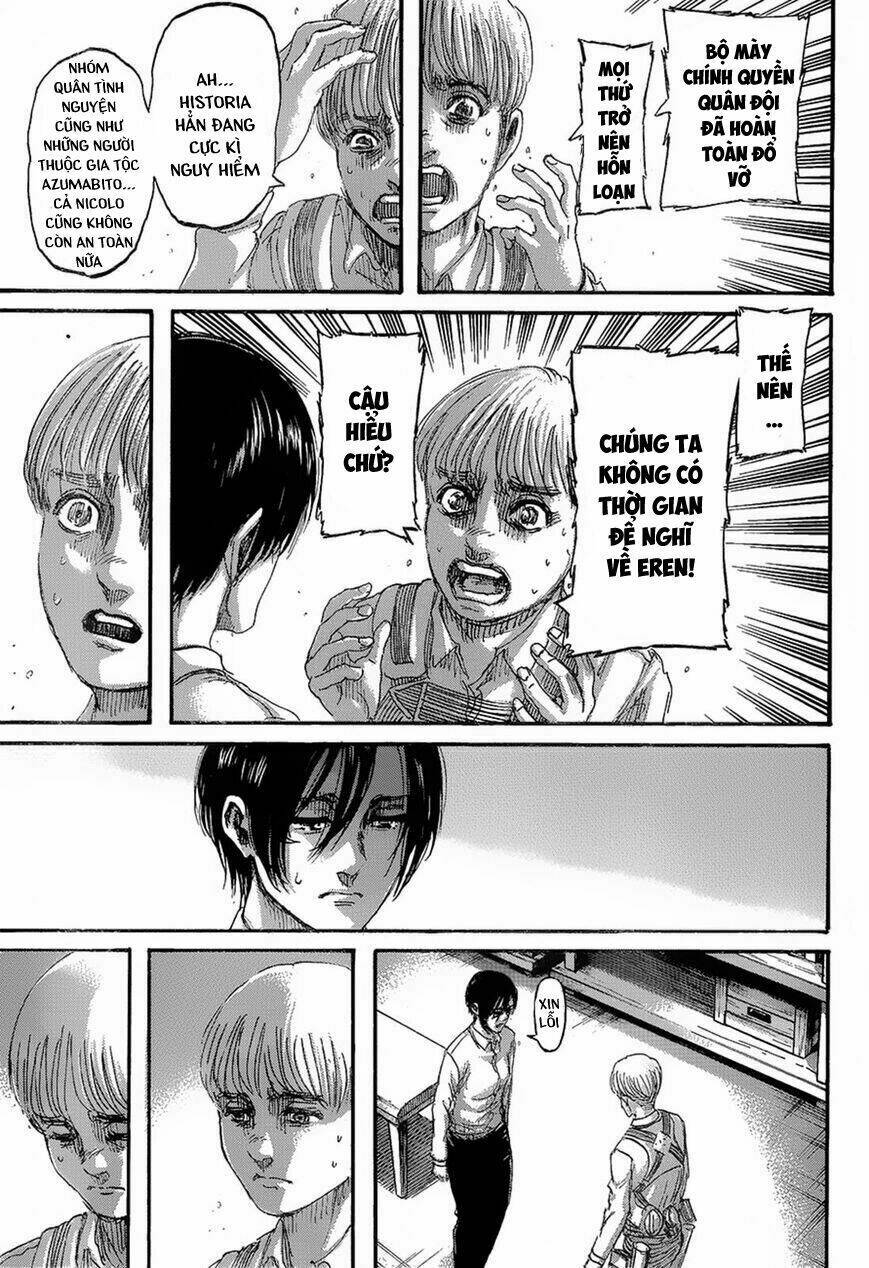 BỘ MÁY
CHÍNH QUYỀN
QUÂN ĐỘI
ĐÃ HOÀN
TOÀN ĐỔ
VỠ
MỌI
THỨ
TRỞ
NÊN
HỖN
LOẠN
AH...
HISTORIA
HẲN ĐANG
CỰC KÌ
NGUY HIỂM
NHÓM
QUÂN TÌNH
NGUYỆN
CŨNG NHƯ
NHỮNG NGƯỜI
THUỘC GIA TỘC
AZUMABITO...
CẢ NICOLO
CŨNG KHÔNG
CÒN AN TOÀN
NỮA
THẾ
NÊN
...
CHÚNG TA
KHÔNG CÓ
THỜI GIAN
ĐỂ NGHĨ
VỀ EREN!
CẬU
HIỂU
CHỨ?
XIN
LỖI